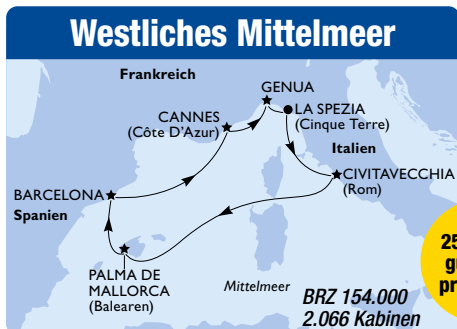 Westliches Mittelmeer
Frankreich
GENUA
CANNES
(Côte D'Azur)
LA SPEZIA
(Cinque Terre)
Italien
CIVITAVECCHIA
(Rom)
BARCELONA
Spanien
PALMA DE
MALLORCA
(Balearen)
Mittelmeer
BRZ 154.000
2.066 Kabinen
25